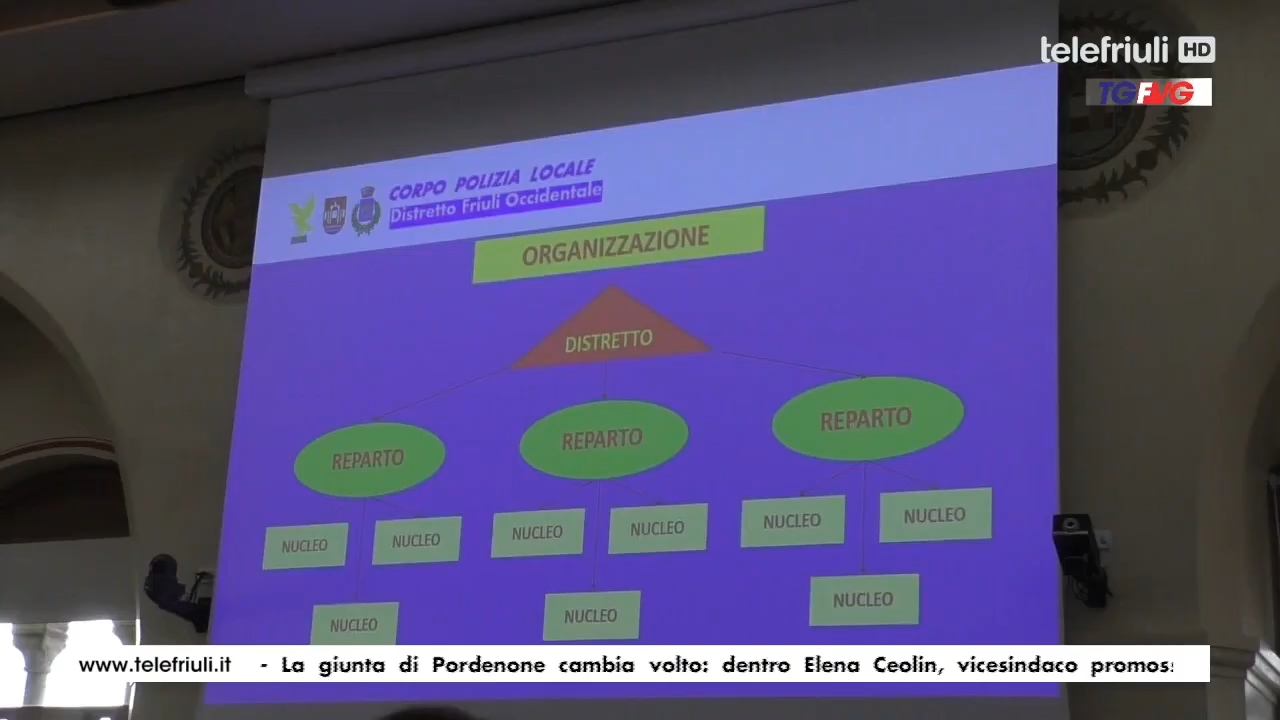 telefriuli HD
TGFVG
CORPO POLIZIA LOCALE
Distretto Friuli Occidentale
ORGANIZZAZIONE
DISTRETTO
REPARTO
REPARTO
REPARTO
NUCLEO
NUCLEO
NUCLEO
NUCLEO
NUCLEO
NUCLEO
NUCLEO
NUCLEO
NUCLEO
www.telefriuli.it - La giunta di Pordenone cambia volto: dentro Elena Ceolin, vicesindaco